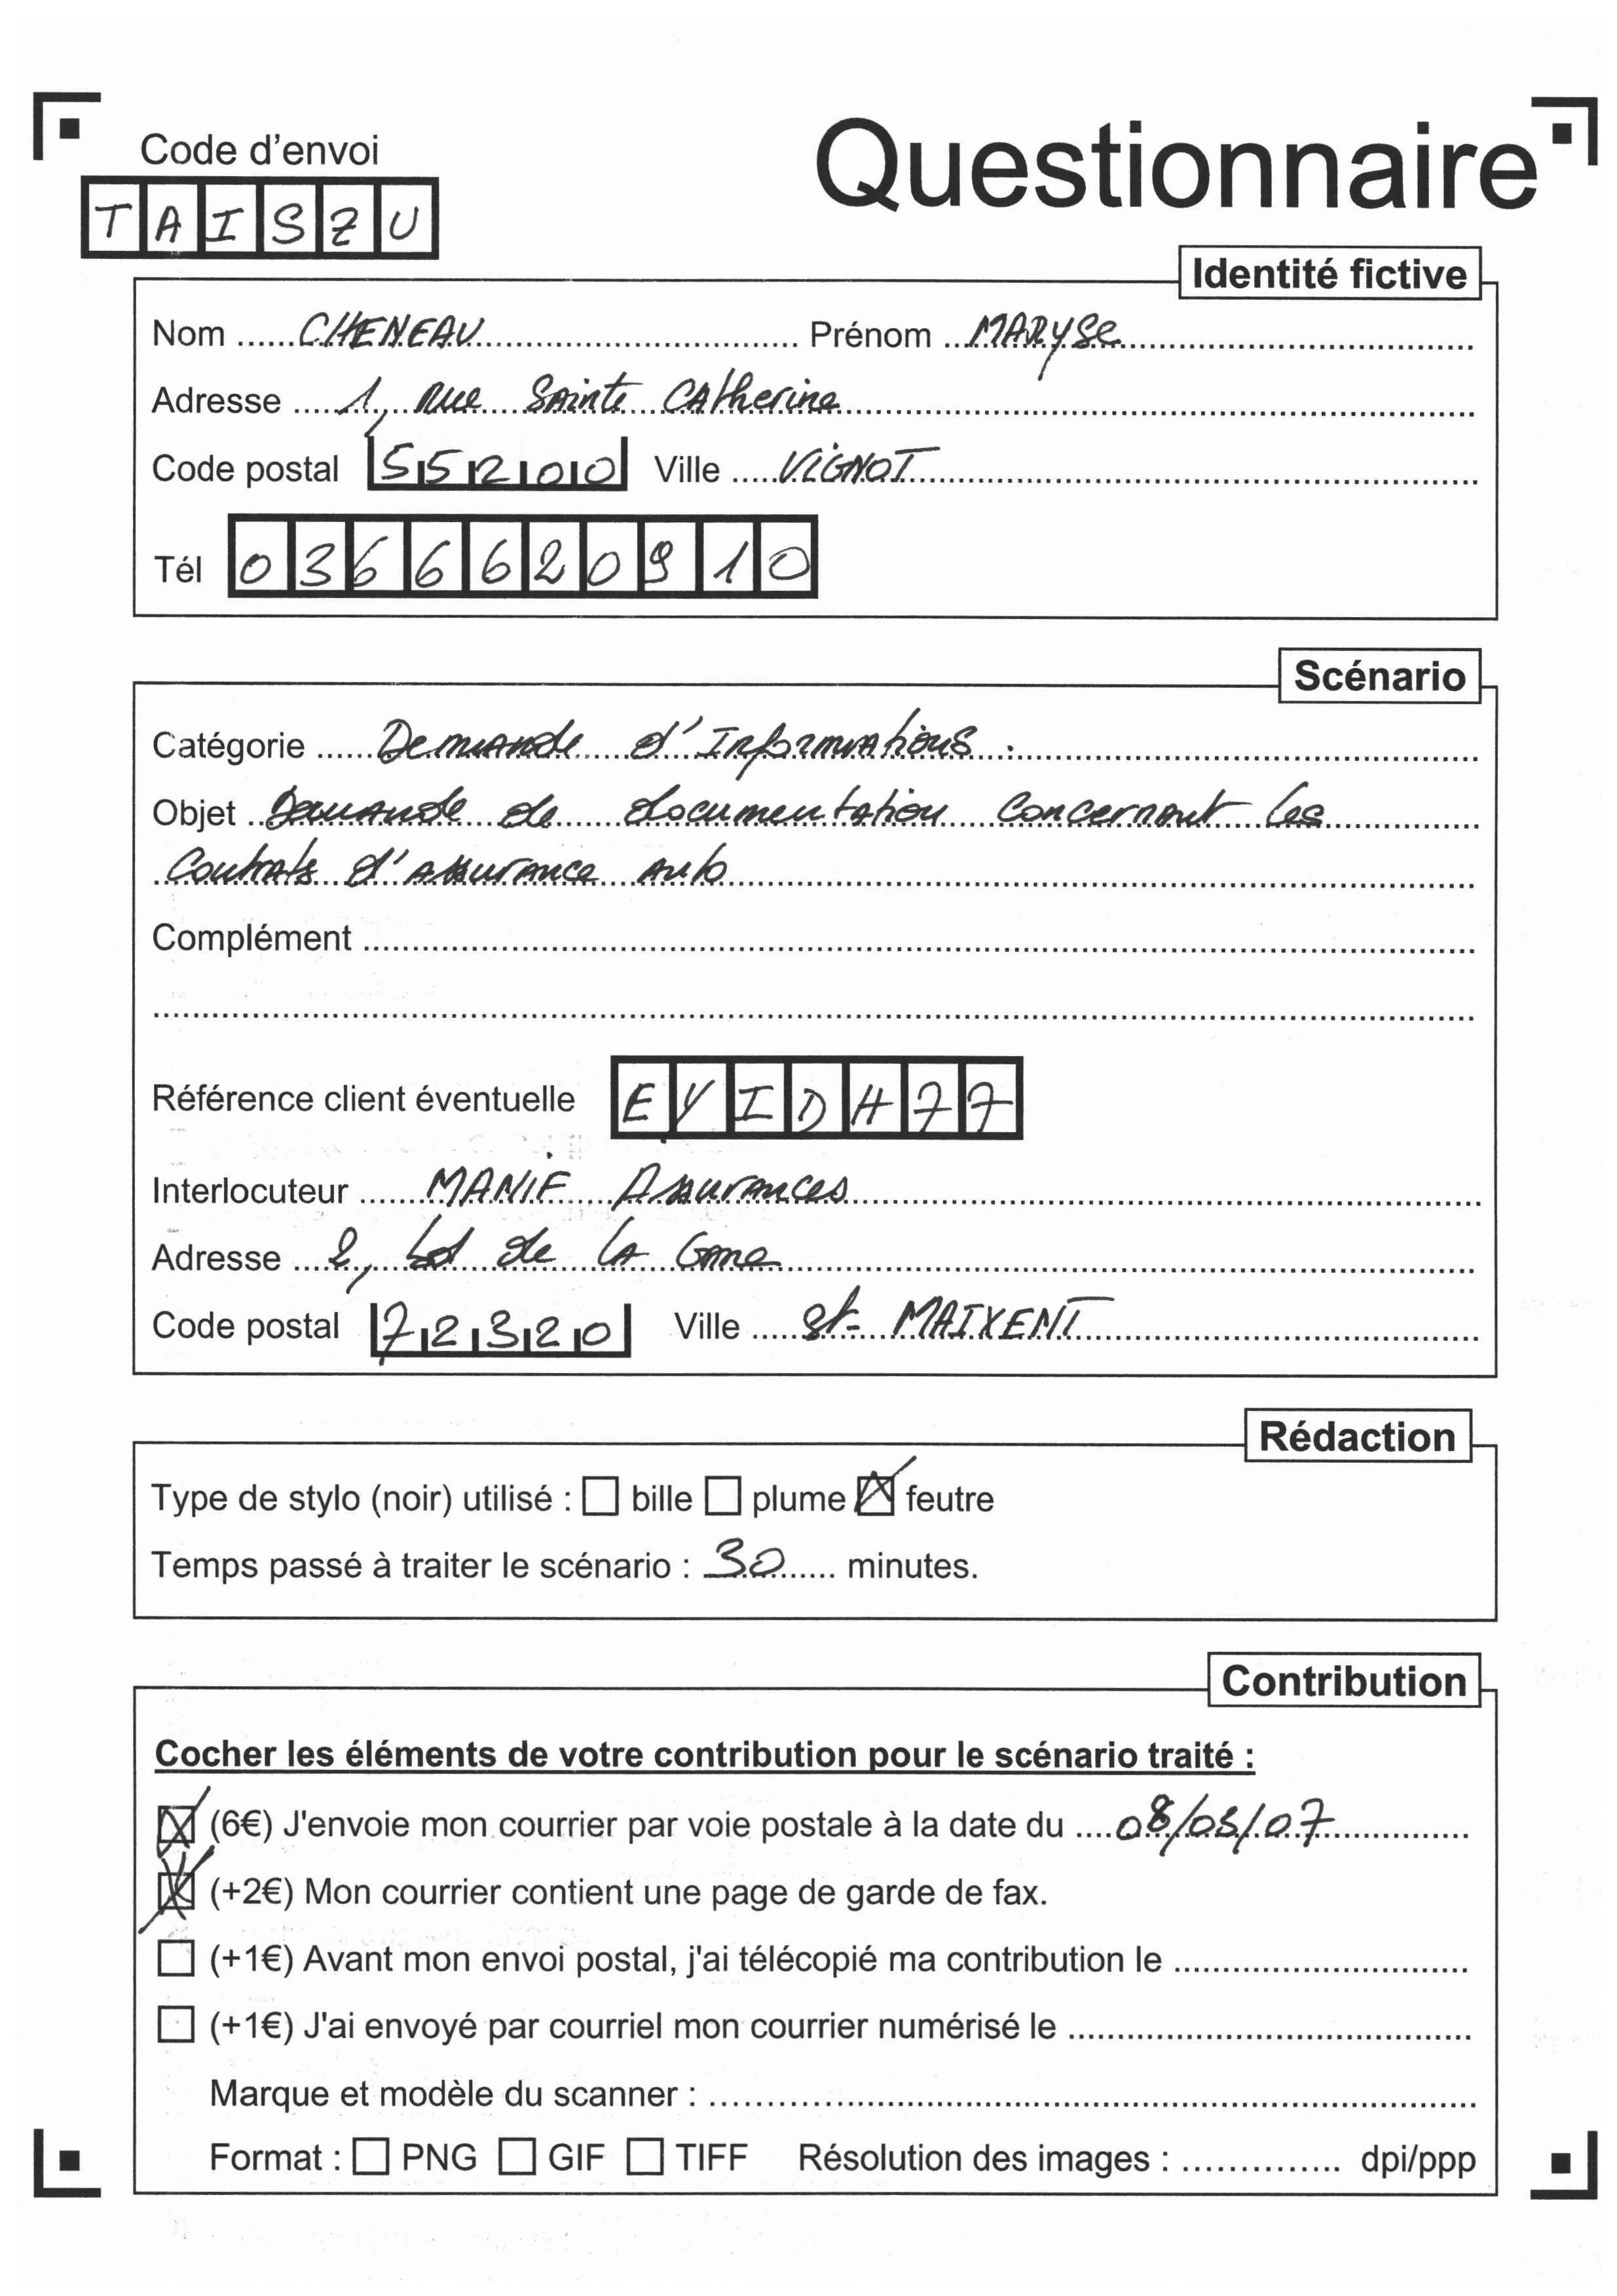 Code d'envoi
Questionnaire
TAISZU
Identité fictive
Nom ...... CHENEAU ...... Prénom ... MARYSE
Adresse ..... 1, Rue Sainte Catherine
Code postal 55200 Ville ..... VIGNOT
Tél 0366620910
Scénario
Catégorie ...... Demande d'Informations.
Objet .. Demande de documentation concernant les
Contrats d'assurance auto
Complément
Référence client éventuelle EYIDH77
Interlocuteur ...... MANIF Assurances
Adresse ... 2, de la
Code postal 72320 Ville ..... St. MAIXENT
Rédaction
Type de stylo (noir) utilisé : ☐ bille ☐ plume ☒ feutre
Temps passé à traiter le scénario : 30 ...... minutes.
Contribution
Cocher les éléments de votre contribution pour le scénario traité :
☒ (6€) J'envoie mon courrier par voie postale à la date du .... 08/03/07
☒ (+2€) Mon courrier contient une page de garde de fax.
☐ (+1€) Avant mon envoi postal, j'ai télécopié ma contribution le
☐ (+1€) J'ai envoyé par courriel mon courrier numérisé le
Marque et modèle du scanner :
Format : ☐ PNG ☐ GIF ☐ TIFF Résolution des images : .............. dpi/ppp